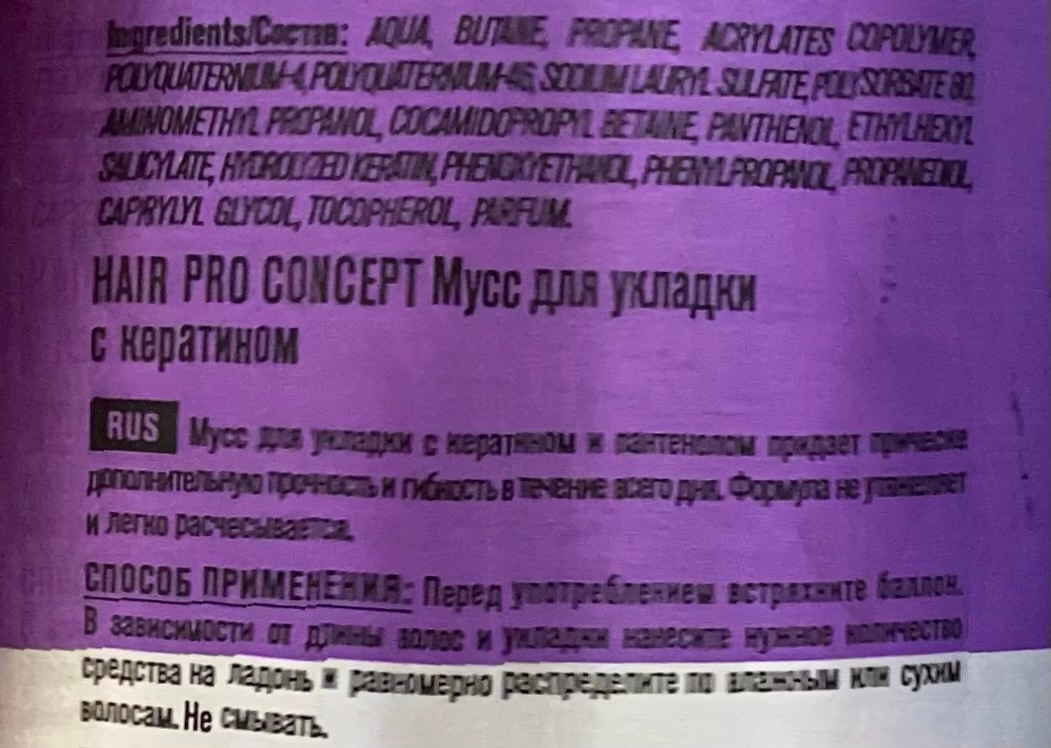 Ingredients/Состав: AQUA, BUTANE, PROPANE, ACRYLATES COPOLYMER,
POLYQUATERNIUM-4, POLYQUATERNIUM-46, SODIUM LAURYL SULFATE, POLYSORBATE 80,
AMINOMETHYL PROPANOL, COCAMIDOPROPYL BETAINE, PANTHENOL, ETHYLHEXYL
SALICYLATE, HYDROLYZED KERATIN, PHENOXYETHANOL, PHENYLPROPANOL, PROPANEDIOL,
CAPRYLYL GLYCOL, TOCOPHEROL, PARFUM.
HAIR PRO CONCEPT Мусс для укладки
с кератином
RUS Мусс для укладки с кератином и пантенолом придает прическе
дополнительную прочность и гибкость в течение всего дня. Формула не утяжеляет
и легко расчесывается.
СПОСОБ ПРИМЕНЕНИЯ: Перед употреблением встряхните баллон.
В зависимости от длины волос и укладки нанесите нужное количество
средства на ладонь и равномерно распределите по влажным или сухим
волосам. Не смывать.